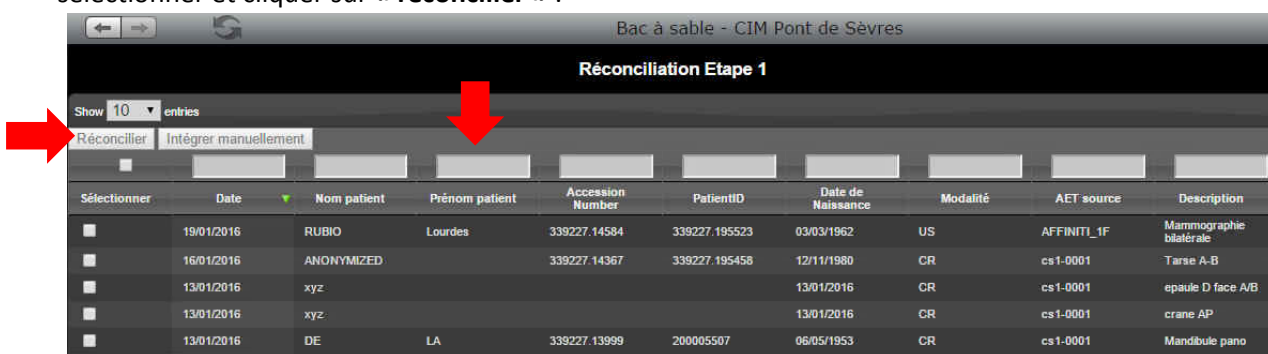 sélectionner et cliquer sur « réconcilier » :
Bac à sable - CIM Pont de Sèvres
Réconciliation Etape 1
Show 10 entries
Réconcilier Intégrer manuellement
Sélectionner Date Nom patient Prénom patient Accession Number PatientID Date de Naissance Modalité AET source Description
19/01/2016 RUBIO Lourdes 339227.14584 339227.195523 03/03/1962 US AFFINITI_1F Mammographie bilatérale
16/01/2016 ANONYMIZED 339227.14367 339227.195458 12/11/1980 CR cs1-0001 Tarse A-B
13/01/2016 xyz 13/01/2016 CR cs1-0001 epaule D face A/B
13/01/2016 xyz 13/01/2016 CR cs1-0001 crane AP
13/01/2016 DE LA 339227.13999 200005507 06/05/1953 CR cs1-0001 Mandibule pano